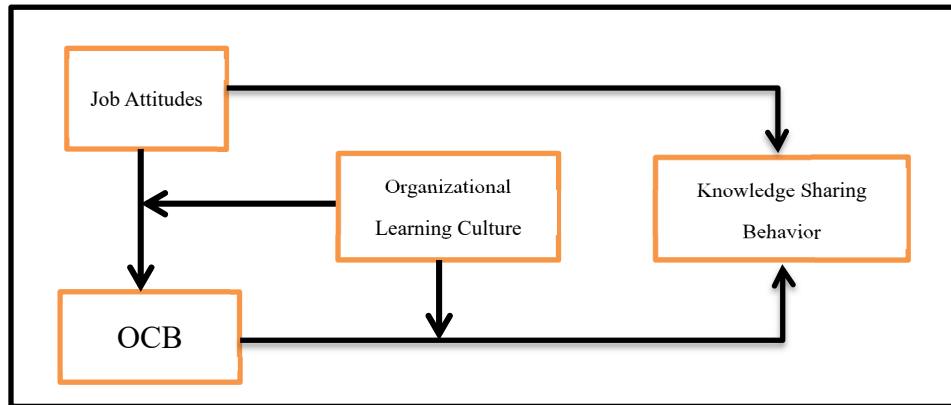 Job Attitudes
Organizational
Learning Culture
Knowledge Sharing
Behavior
OCB